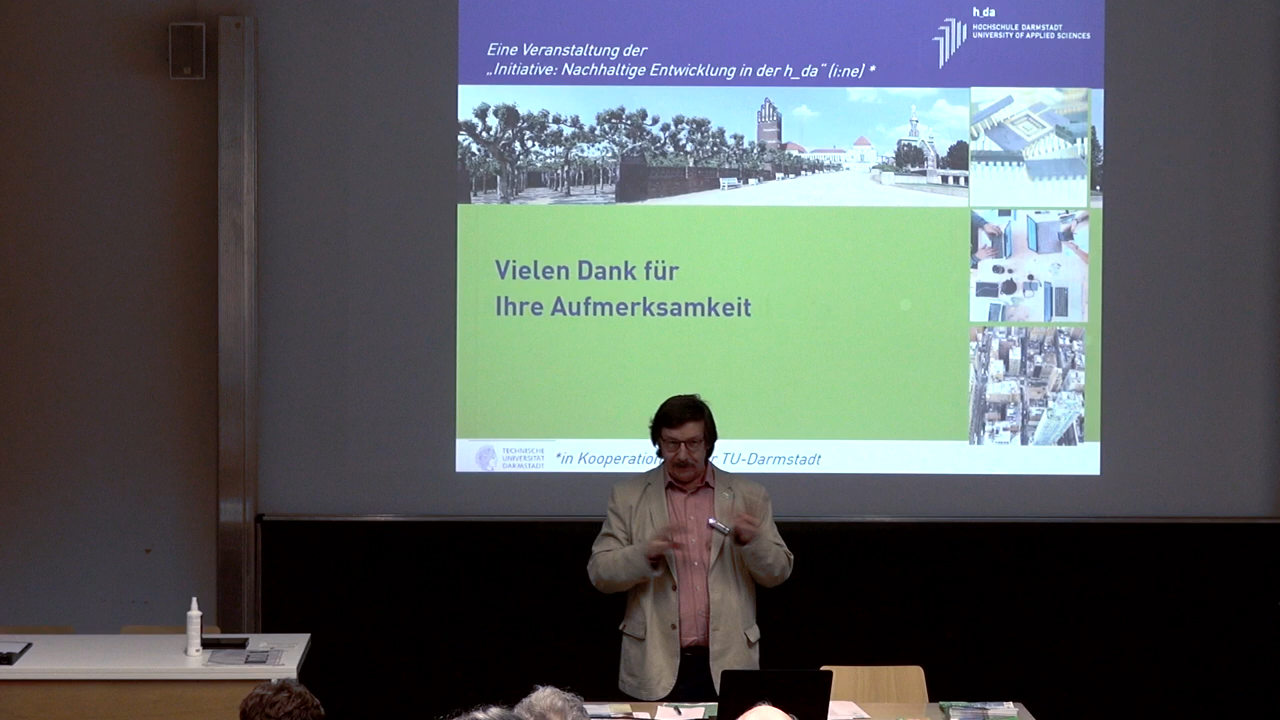 h_da
HOCHSCHULE DARMSTADT
UNIVERSITY OF APPLIED SCIENCES
Eine Veranstaltung der
„Initiative: Nachhaltige Entwicklung in der h_da“ (i:ne) *
Vielen Dank für
Ihre Aufmerksamkeit
TECHNISCHE
UNIVERSITÄT
DARMSTADT
*in Kooperation r TU-Darmstadt